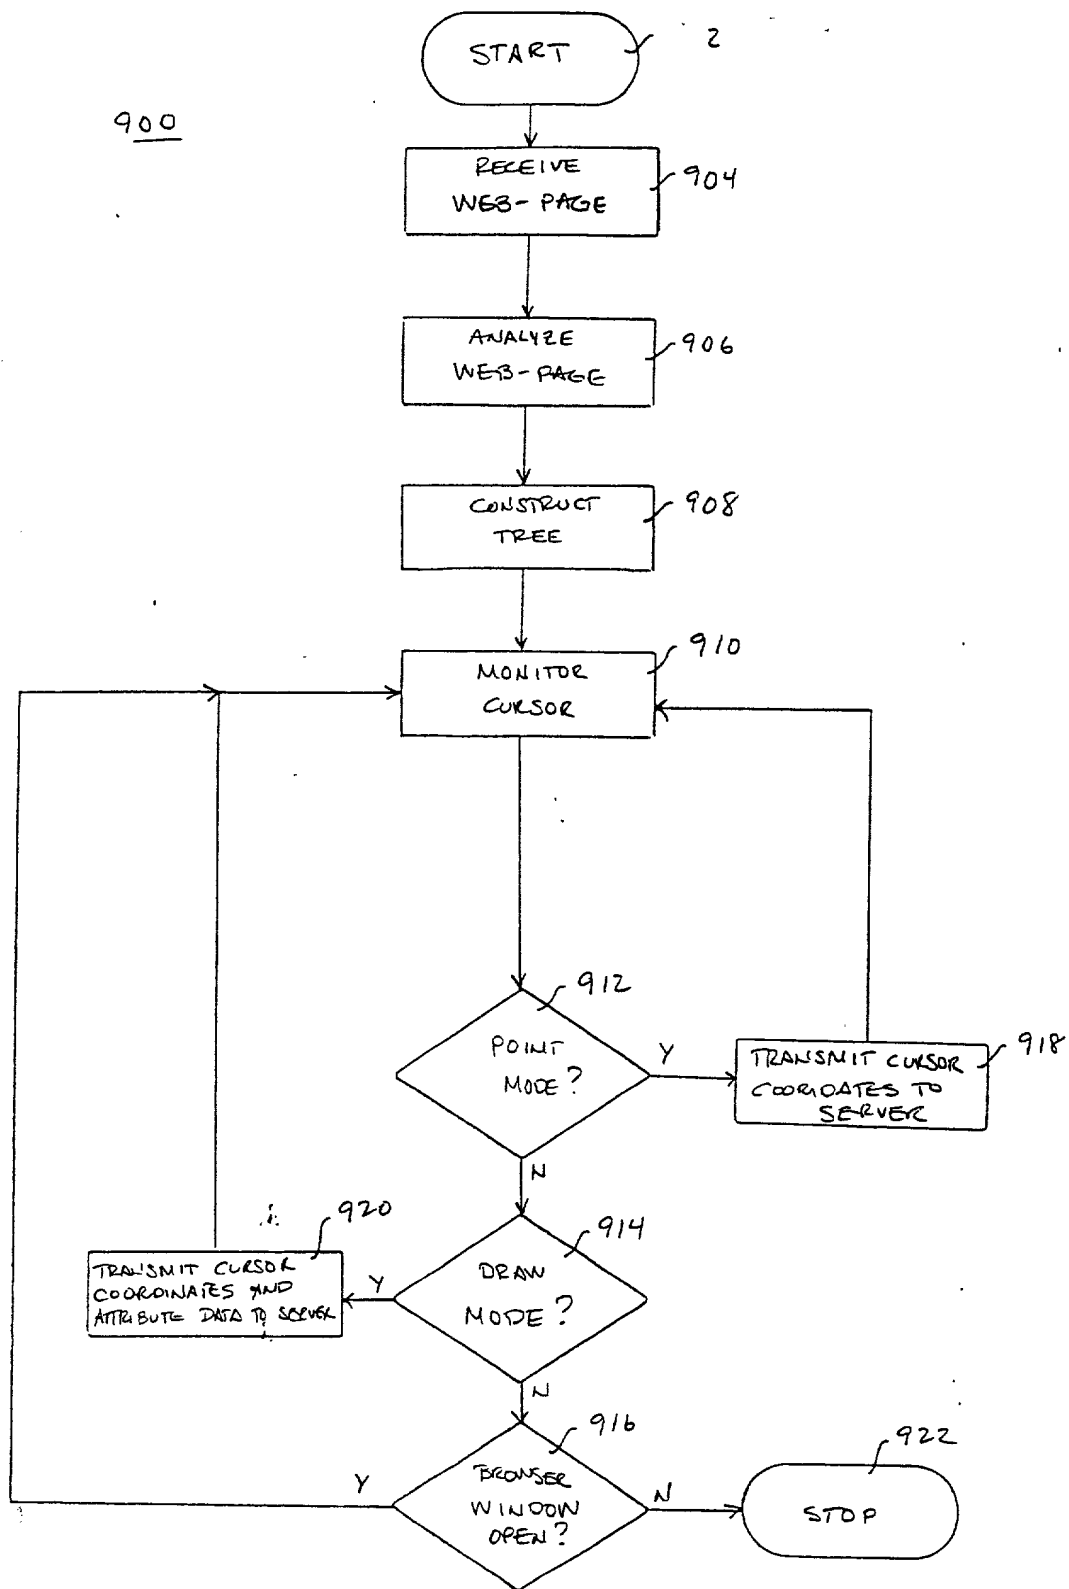 START
2
900
RECEIVE
WEB-PAGE
904
ANALYZE
WEB-PAGE
906
CONSTRUCT
TREE
908
910
MONITOR
CURSOR
912
POINT
MODE?
Y
TRANSMIT CURSOR
COORIDATES TO
SERVER
918
N
920
TRANSMIT CURSOR
COORDINATES AND
ATTRIBUTE DATA TO SERVER
Y
914
DRAW
MODE?
N
916
BROWSER
WINDOW
OPEN?
Y
N
922
STOP